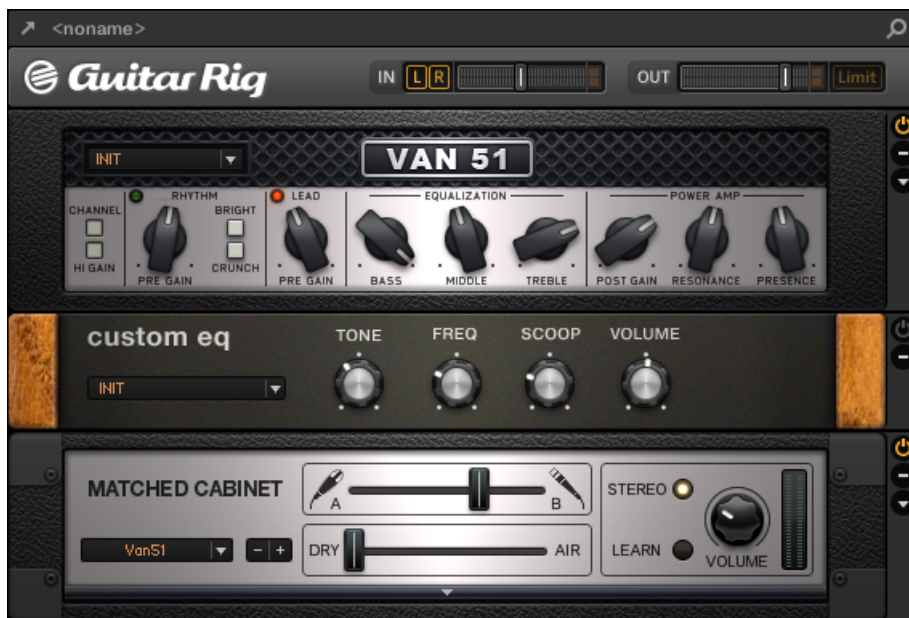 <noname>
Guitar Rig
IN L R OUT Limit
INIT
VAN 51
CHANNEL
HI GAIN
RHYTHM
PRE GAIN
BRIGHT
CRUNCH
LEAD
PRE GAIN
EQUALIZATION
BASS MIDDLE TREBLE
POWER AMP
POST GAIN RESONANCE PRESENCE
custom eq
INIT
TONE FREQ SCOOP VOLUME
MATCHED CABINET
Van51
- +
A B
DRY AIR
STEREO
LEARN
VOLUME